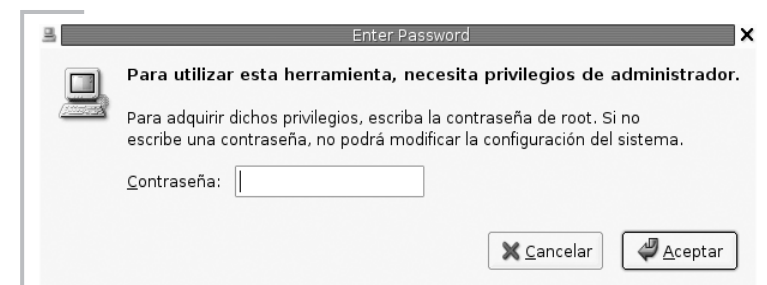 Enter Password
Para utilizar esta herramienta, necesita privilegios de administrador.
Para adquirir dichos privilegios, escriba la contraseña de root. Si no
escribe una contraseña, no podrá modificar la configuración del sistema.
Contraseña:
Cancelar Aceptar